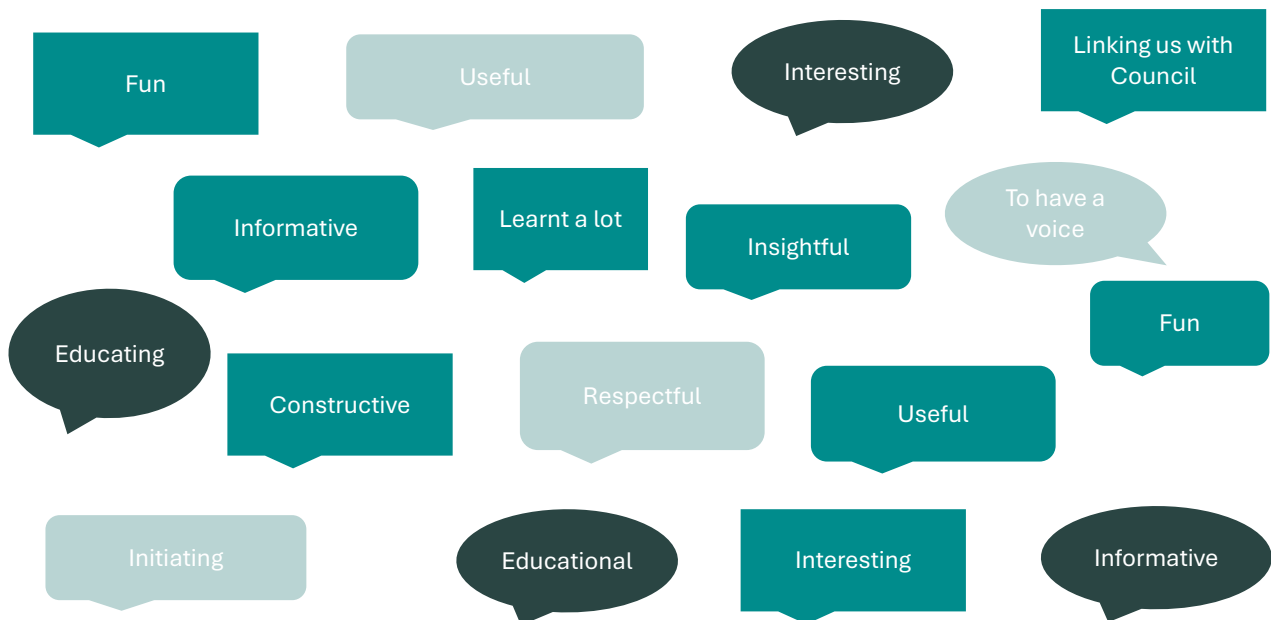 Fun
Useful
Interesting
Linking us with
Council
Informative
Learnt a lot
Insightful
To have a
voice
Fun
Educating
Constructive
Respectful
Useful
Initiating
Educational
Interesting
Informative